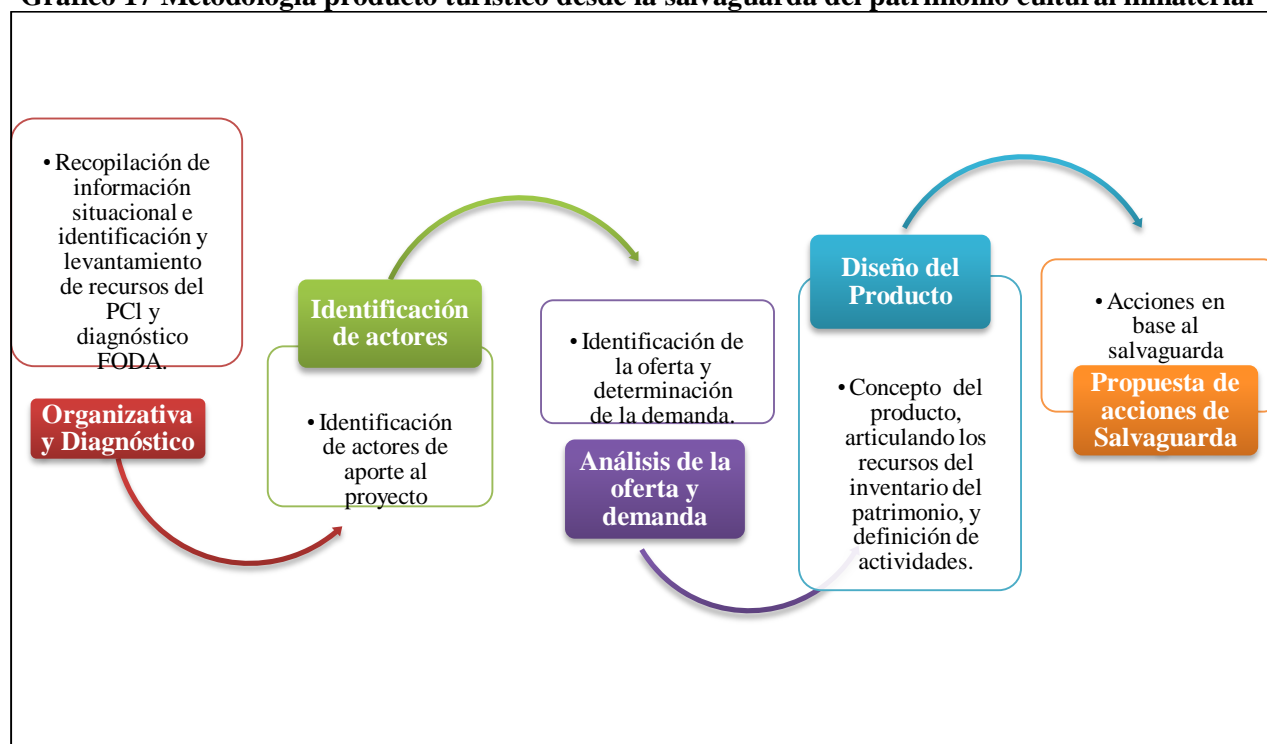 Gráfico 17 Metodología producto turístico desde la salvaguarda del patrimonio cultural inmaterial
• Recopilación de
información
situacional e
identificación y
levantamiento
de recursos del
PCl y
diagnóstico
FODA.
Organizativa
y Diagnóstico
Identificación
de actores
• Identificación
de actores de
aporte al
proyecto
• Identificación de
la oferta y
determinación
de la demanda.
Análisis de la
oferta y
demanda
Diseño del
Producto
• Concepto del
producto,
articulando los
recursos del
inventario del
patrimonio, y
definición de
actividades.
• Acciones en
base al
salvaguarda
Propuesta de
acciones de
Salvaguarda